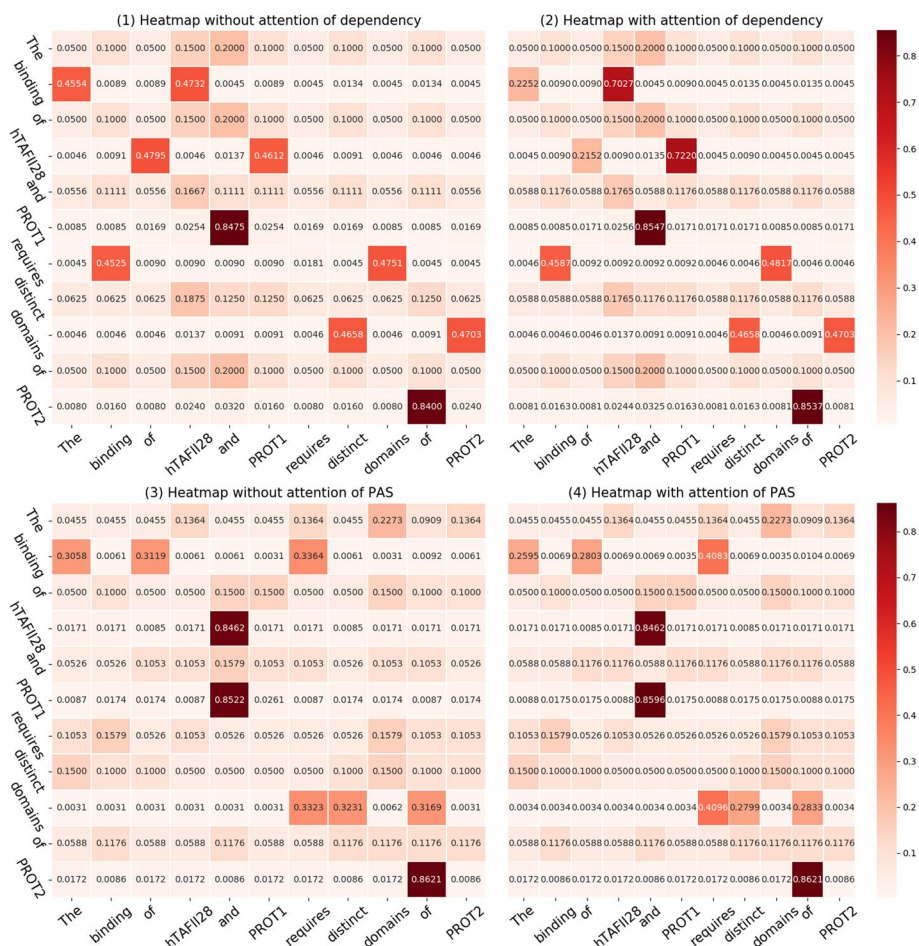 (1) Heatmap without attention of dependency
The 0.0500 0.1000 0.0500 0.1500 0.2000 0.1000 0.0500 0.1000 0.0500 0.1000 0.0500
binding 0.4554 0.0089 0.0089 0.4732 0.0045 0.0089 0.0045 0.0134 0.0045 0.0134 0.0045
of 0.0500 0.1000 0.0500 0.1500 0.2000 0.1000 0.0500 0.1000 0.0500 0.1000 0.0500
hTAFII28 0.0046 0.0091 0.4795 0.0046 0.0137 0.4612 0.0046 0.0091 0.0046 0.0046 0.0046
and 0.0556 0.1111 0.0556 0.1667 0.1111 0.1111 0.0556 0.1111 0.0556 0.1111 0.0556
PROT1 0.0085 0.0085 0.0169 0.0254 0.8475 0.0254 0.0169 0.0169 0.0085 0.0085 0.0169
requires 0.0045 0.4525 0.0090 0.0090 0.0090 0.0090 0.0181 0.0045 0.4751 0.0045 0.0045
distinct 0.0625 0.0625 0.0625 0.1875 0.1250 0.1250 0.0625 0.0625 0.0625 0.1250 0.0625
domains 0.0046 0.0046 0.0137 0.0091 0.0091 0.0046 0.4658 0.0046 0.0091 0.4703
of 0.0500 0.1000 0.0500 0.1500 0.2000 0.1000 0.0500 0.1000 0.0500 0.1000 0.0500
PROT2 0.0080 0.0160 0.0080 0.0240 0.0320 0.0160 0.0080 0.0160 0.0080 0.8400 0.0240
The binding of hTAFII28 and PROT1 requires distinct domains of PROT2
(2) Heatmap with attention of dependency
0.0500 0.1000 0.0500 0.1500 0.2000 0.1000 0.0500 0.1000 0.0500 0.1000 0.0500
0.2252 0.0090 0.0090 0.7027 0.0045 0.0090 0.0045 0.0135 0.0045 0.0135 0.0045
0.0500 0.1000 0.0500 0.1500 0.2000 0.1000 0.0500 0.1000 0.0500 0.1000 0.0500
0.0045 0.0090 0.2152 0.0090 0.0135 0.7220 0.0045 0.0090 0.0045 0.0045 0.0045
0.0588 0.1176 0.0588 0.1765 0.0588 0.1176 0.0588 0.1176 0.0588 0.1176 0.0588
0.0085 0.0085 0.0171 0.0256 0.8547 0.0171 0.0171 0.0171 0.0085 0.0085 0.0171
0.0046 0.4587 0.0092 0.0092 0.0092 0.0092 0.0046 0.0046 0.4817 0.0046 0.0046
0.0588 0.0588 0.0588 0.1765 0.1176 0.1176 0.0588 0.1176 0.0588 0.1176 0.0588
0.0046 0.0046 0.0046 0.0137 0.0091 0.0091 0.0046 0.4658 0.0046 0.0091 0.4703
0.0500 0.1000 0.0500 0.1500 0.2000 0.1000 0.0500 0.1000 0.0500 0.1000 0.0500
0.0081 0.0163 0.0081 0.0244 0.0325 0.0163 0.0081 0.0163 0.0081 0.8537 0.0081
The binding of hTAFII28 and PROT1 requires distinct domains of PROT2
0.8
0.7
0.6
0.5
0.4
0.3
0.2
0.1
(3) Heatmap without attention of PAS
The 0.0455 0.0455 0.0455 0.1364 0.0455 0.0455 0.1364 0.0455 0.2273 0.0909 0.1364
binding 0.3058 0.0061 0.3119 0.0061 0.0061 0.0031 0.3364 0.0061 0.0031 0.0092 0.0061
of 0.0500 0.1000 0.0500 0.0500 0.1500 0.1500 0.0500 0.0500 0.1500 0.1000 0.1000
hTAFII28 0.0171 0.0171 0.0085 0.0171 0.8462 0.0171 0.0171 0.0085 0.0171 0.0171 0.0171
and 0.0526 0.0526 0.1053 0.1053 0.1579 0.1053 0.1053 0.0526 0.1053 0.1053 0.0526
PROT1 0.0087 0.0174 0.0174 0.0087 0.8522 0.0261 0.0087 0.0174 0.0174 0.0087 0.0174
requires 0.1053 0.1579 0.0526 0.1053 0.0526 0.0526 0.0526 0.0526 0.1579 0.1053 0.1053
distinct 0.1500 0.1000 0.1000 0.0500 0.0500 0.1000 0.0500 0.1000 0.1500 0.0500 0.1000
domains 0.0031 0.0031 0.0031 0.0031 0.0031 0.0031 0.3323 0.3231 0.0062 0.3169 0.0031
of 0.0588 0.1176 0.0588 0.0588 0.1176 0.0588 0.0588 0.1176 0.1176 0.1176 0.1176
PROT2 0.0172 0.0086 0.0172 0.0172 0.0086 0.0172 0.0172 0.0086 0.0172 0.8621 0.0086
The binding of hTAFII28 and PROT1 requires distinct domains of PROT2
(4) Heatmap with attention of PAS
0.0455 0.0455 0.0455 0.1364 0.0455 0.0455 0.1364 0.0455 0.2273 0.0909 0.1364
0.2595 0.0069 0.2803 0.0069 0.0069 0.0035 0.4083 0.0069 0.0035 0.0104 0.0069
0.0500 0.1000 0.0500 0.0500 0.1500 0.1500 0.0500 0.0500 0.1500 0.1000 0.1000
0.0171 0.0171 0.0085 0.0171 0.8462 0.0171 0.0171 0.0085 0.0171 0.0171 0.0171
0.0588 0.0588 0.1176 0.1176 0.0588 0.1176 0.1176 0.0588 0.1176 0.1176 0.0588
0.0088 0.0175 0.0175 0.0088 0.8596 0.0175 0.0088 0.0175 0.0175 0.0088 0.0175
0.1053 0.1579 0.0526 0.1053 0.0526 0.0526 0.0526 0.0526 0.1579 0.1053 0.1053
0.1500 0.1000 0.1000 0.0500 0.0500 0.1000 0.0500 0.1000 0.1500 0.0500 0.1000
0.0034 0.0034 0.0034 0.0034 0.0034 0.0034 0.4096 0.2799 0.0034 0.2833 0.0034
0.0588 0.1176 0.0588 0.0588 0.1176 0.0588 0.0588 0.1176 0.1176 0.1176 0.1176
0.0172 0.0086 0.0172 0.0172 0.0086 0.0172 0.0172 0.0086 0.0172 0.8621 0.0086
The binding of hTAFII28 and PROT1 requires distinct domains of PROT2
0.8
0.7
0.6
0.5
0.4
0.3
0.2
0.1